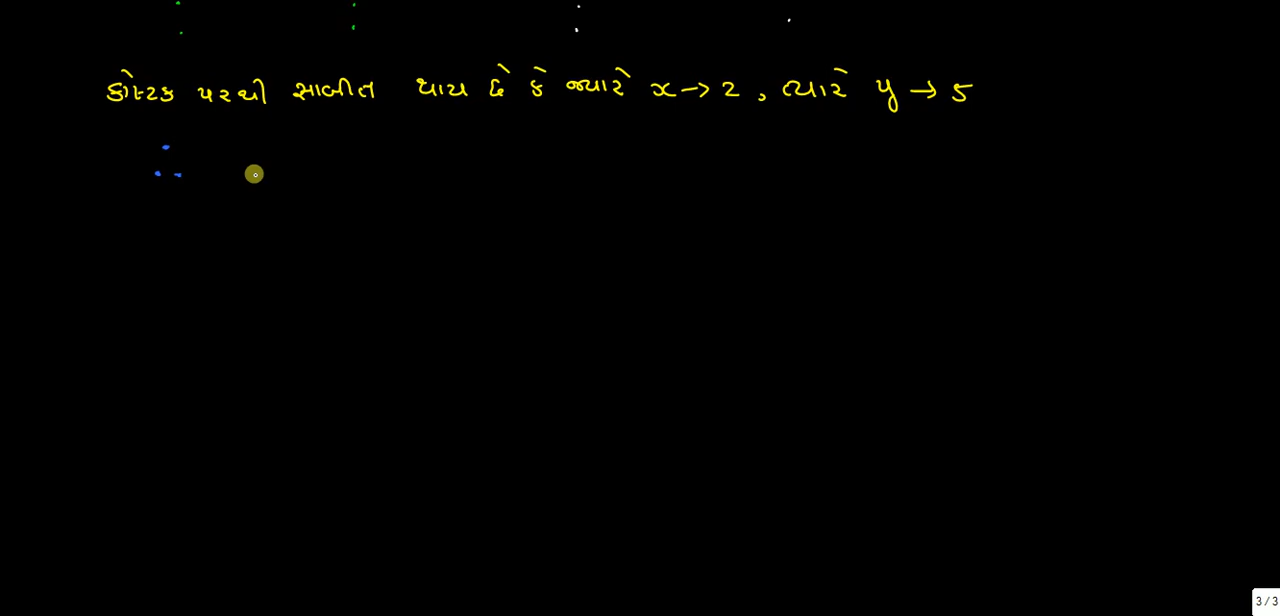 કોષ્ટક પરથી સાબીત થાય છે કે જ્યારે x → 2 , ત્યારે y → 5
∴
3 / 3